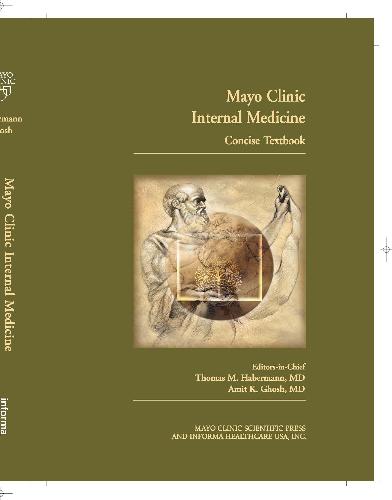 Mayo Clinic
Internal Medicine
Concise Textbook
Editors-in-Chief
Thomas M. Habermann, MD
Amit K. Ghosh, MD
MAYO CLINIC SCIENTIFIC PRESS
AND INFORMA HEALTHCARE USA, INC.
Mayo Clinic Internal Medicine
informa